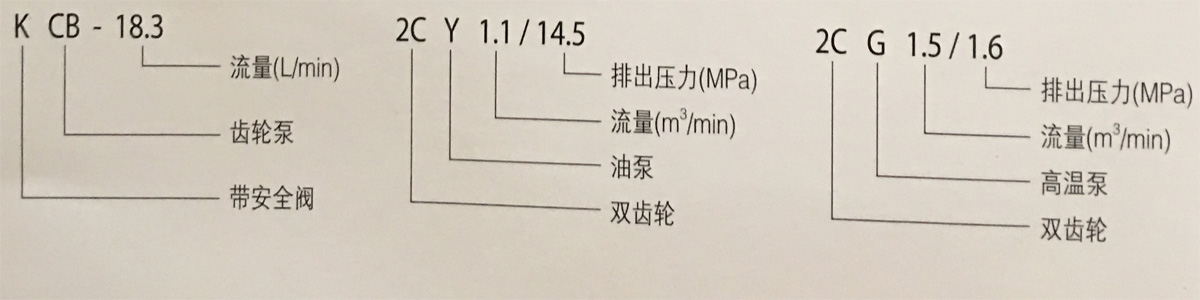 K CB - 18.3
流量(L/min)
齿轮泵
带安全阀
2C Y 1.1 / 14.5
排出压力(MPa)
流量(m³/min)
油泵
双齿轮
2C G 1.5 / 1.6
排出压力(MPa)
流量(m³/min)
高温泵
双齿轮